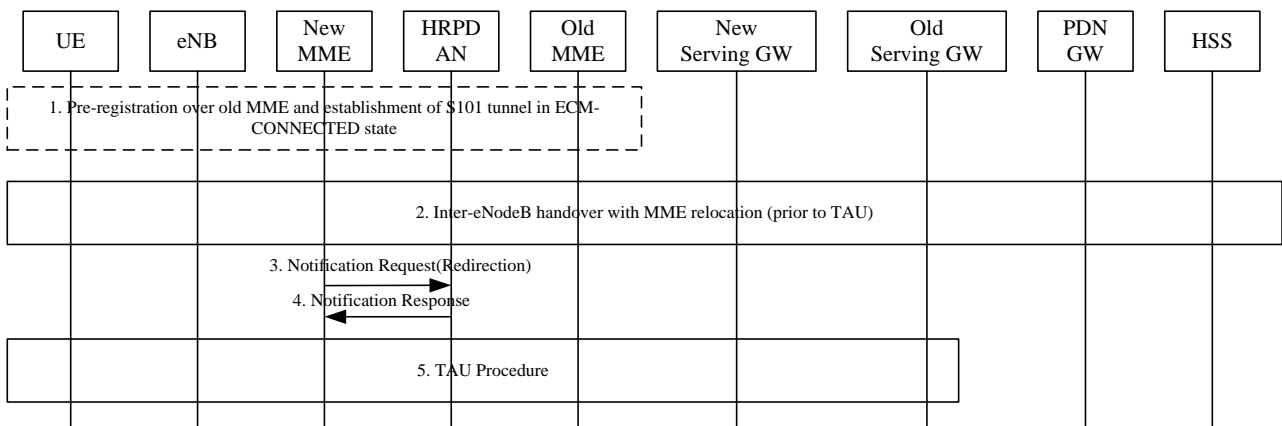 UE
eNB
New
MME
HRPD
AN
Old
MME
New
Serving GW
Old
Serving GW
PDN
GW
HSS
1. Pre-registration over old MME and establishment of S101 tunnel in ECM-
CONNECTED state
2. Inter-eNodeB handover with MME relocation (prior to TAU)
3. Notification Request(Redirection)
4. Notification Response
5. TAU Procedure